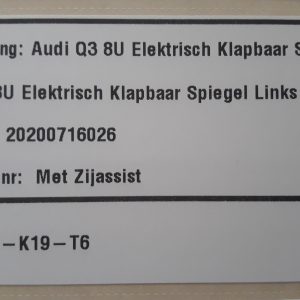 ng: Audi Q3 8U Elektrisch Klapbaar S
8U Elektrisch Klapbaar Spiegel Links
20200716026
nr: Met Zijassist
-K19-T6